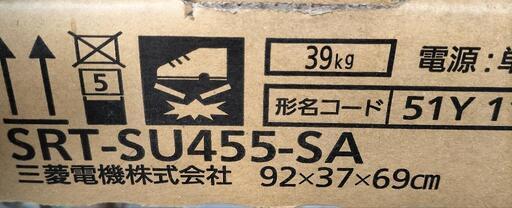 39kg
電源:単
5
形名コード 51Y 1
SRT-SU455-SA
三菱電機株式会社 92×37×69cm